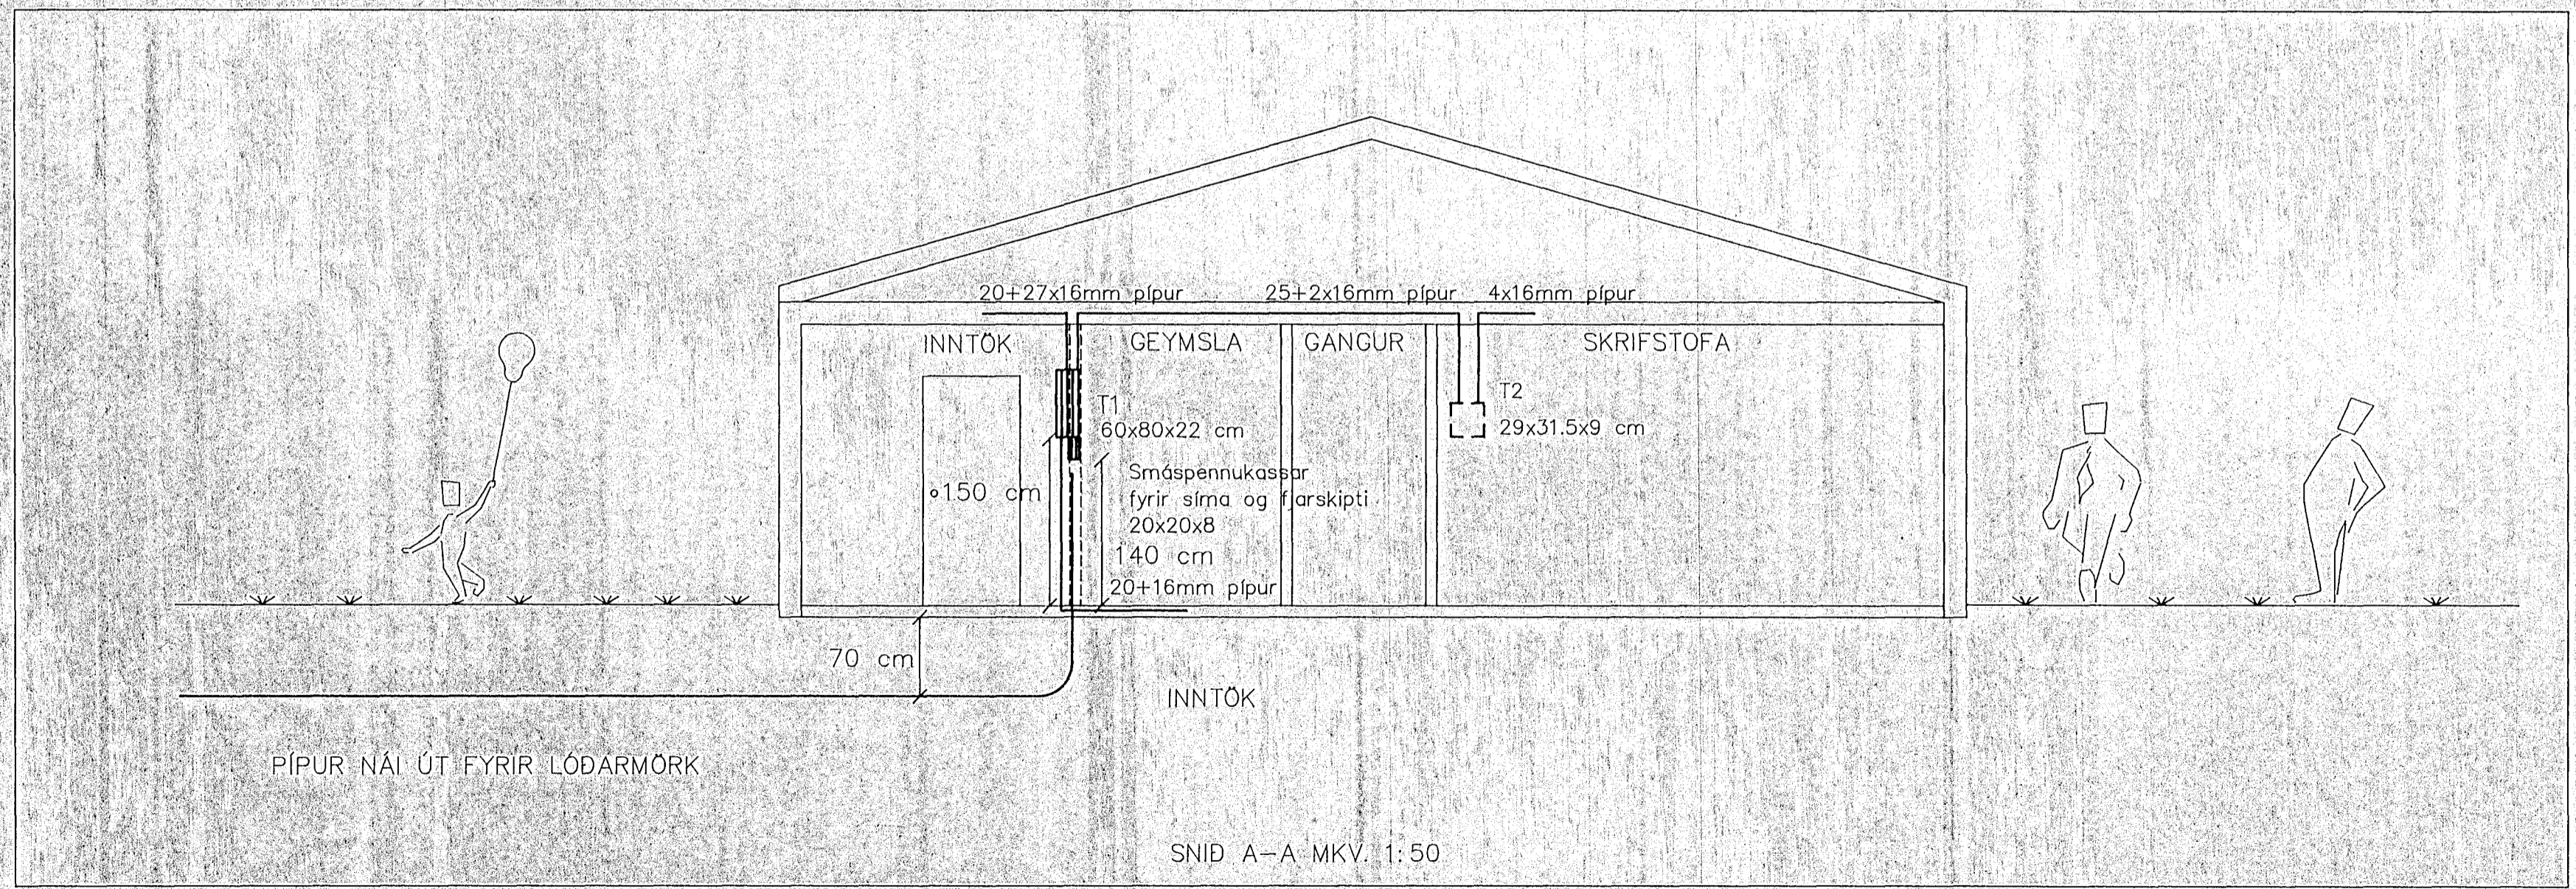 20+27x16mm pípur
25+2x16mm pípur
4x16mm pípur
INNTÖK
GEYMSLA
GANGUR
SKRIFSTOFA
T1
60x80x22 cm
T2
29x31.5x9 cm
Smáspennukassar
fyrir síma og fjarskipti
20x20x8
150 cm
140 cm
20+16mm pípur
70 cm
INNTÖK
PÍPUR NÁI ÚT FYRIR LÓÐARMÖRK
SNIÐ A-A MKV. 1:50